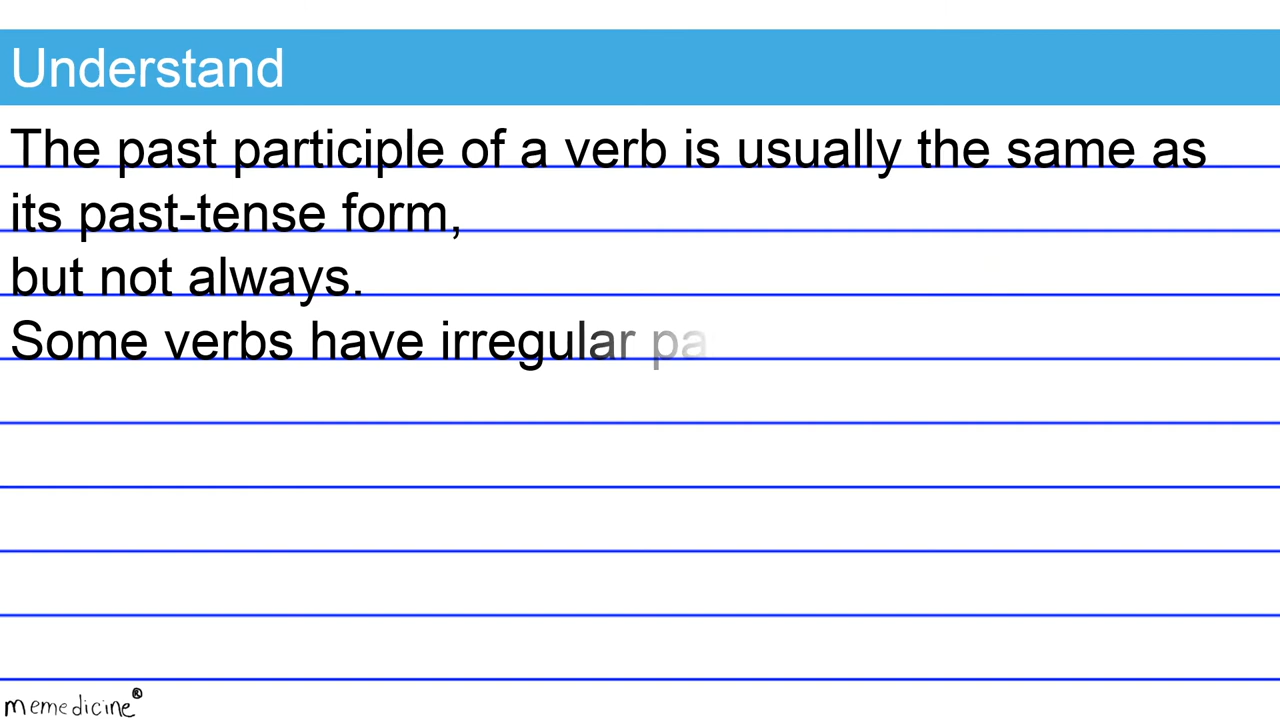 Understand
The past participle of a verb is usually the same as
its past-tense form,
but not always.
Some verbs have irregular pa
memedicine®